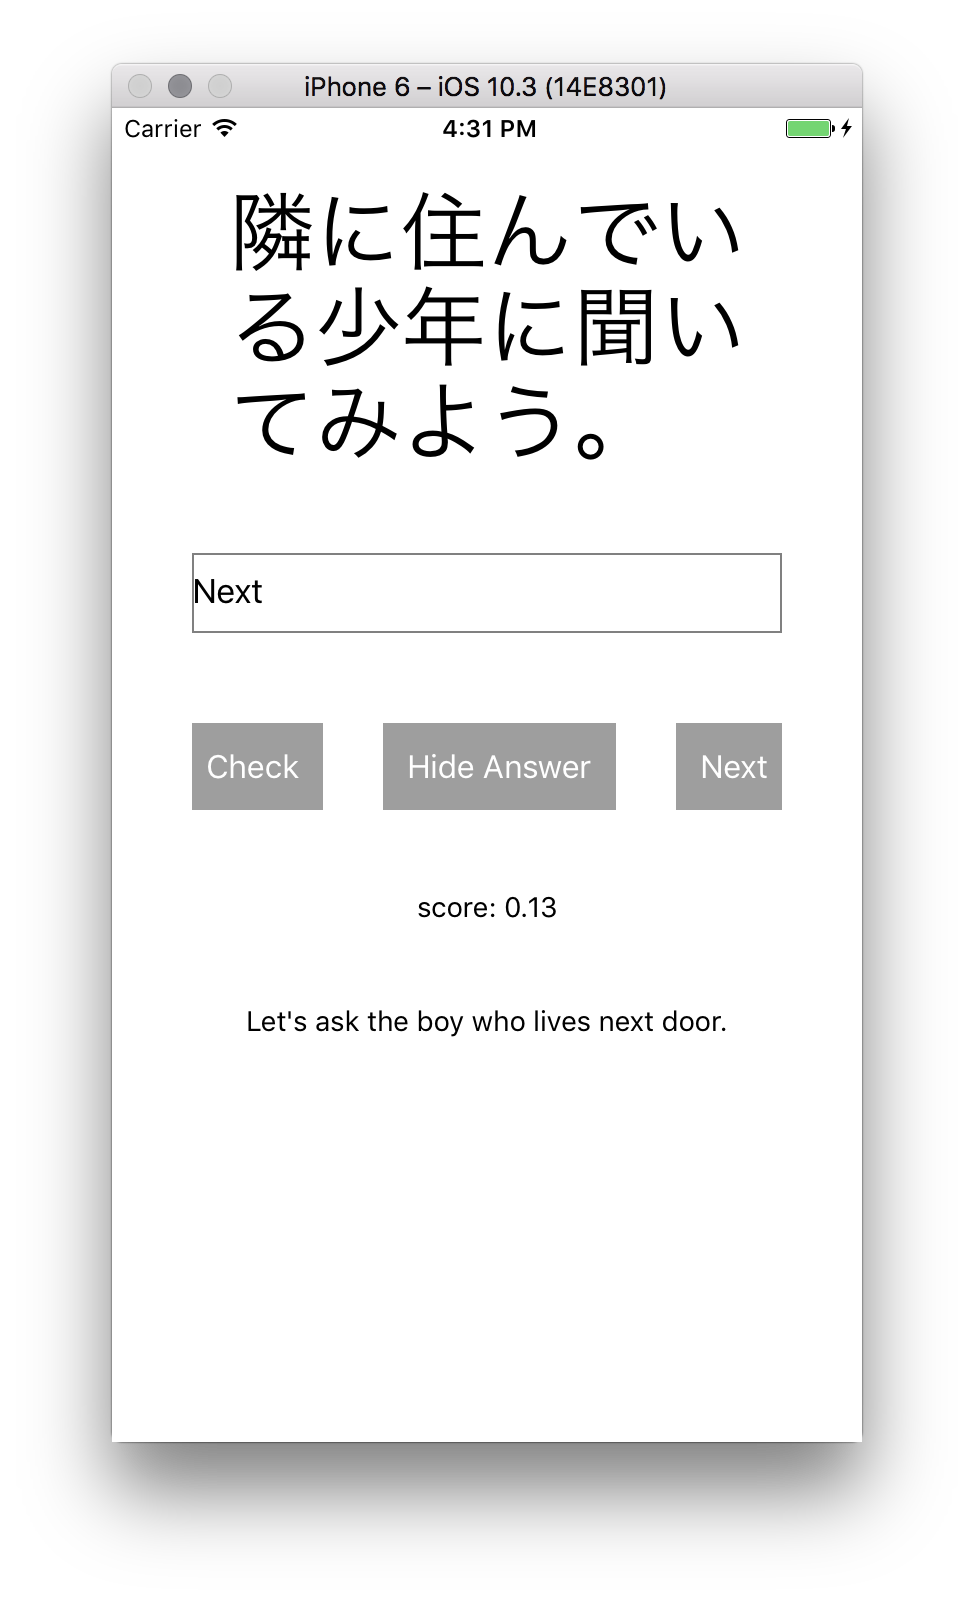 iPhone 6 – iOS 10.3 (14E8301)
Carrier 4:31 PM
隣に住んでい
る少年に聞い
てみよう。
Next
Check Hide Answer Next
score: 0.13
Let's ask the boy who lives next door.